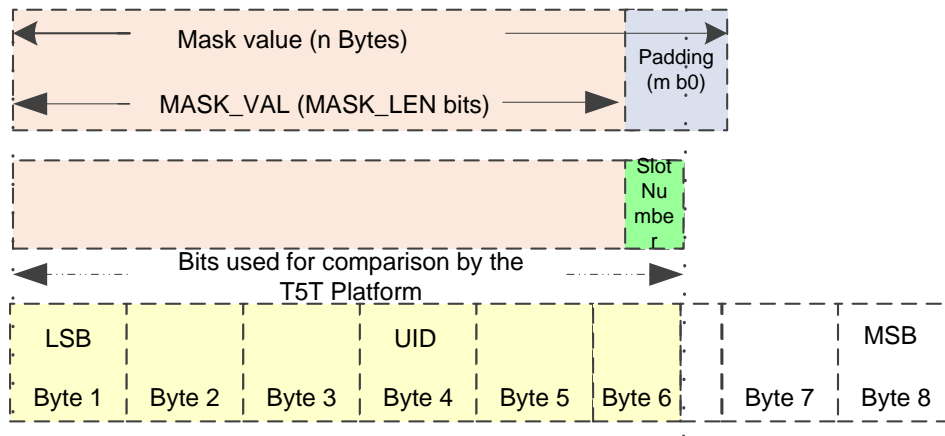 Mask value (n Bytes)
Padding
(m b0)
MASK_VAL (MASK_LEN bits)
Slot
Nu
mbe
r
Bits used for comparison by the
T5T Platform
LSB UID MSB
Byte 1 Byte 2 Byte 3 Byte 4 Byte 5 Byte 6 Byte 7 Byte 8